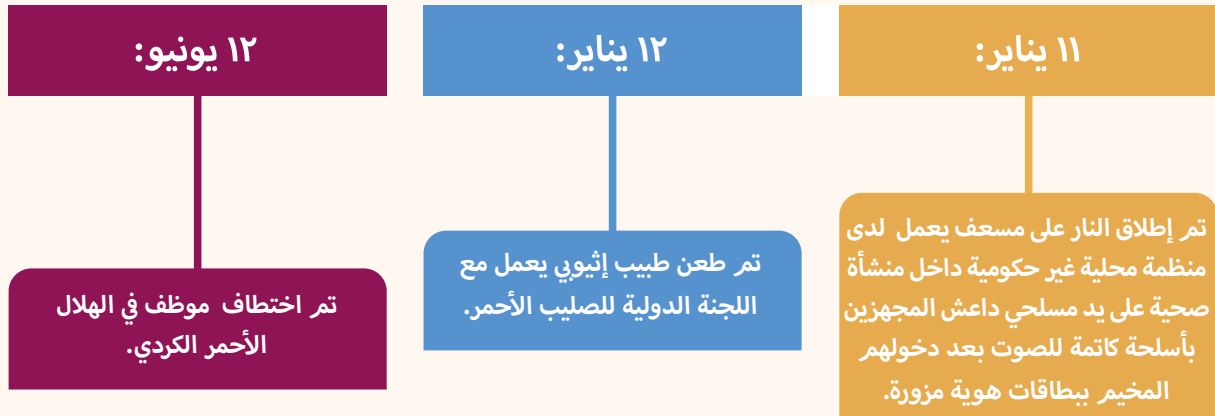 ١١ يناير:
تم إطلاق النار على مسعف يعمل لدى
منظمة محلية غير حكومية داخل منشأة
صحية على يد مسلحي داعش المجهزين
بأسلحة كاتمة للصوت بعد دخولهم
المخيم ببطاقات هوية مزورة.
١٢ يناير:
تم طعن طبيب إثيوبي يعمل مع
اللجنة الدولية للصليب الأحمر.
١٢ يونيو:
تم اختطاف موظف في الهلال
الأحمر الكردي.